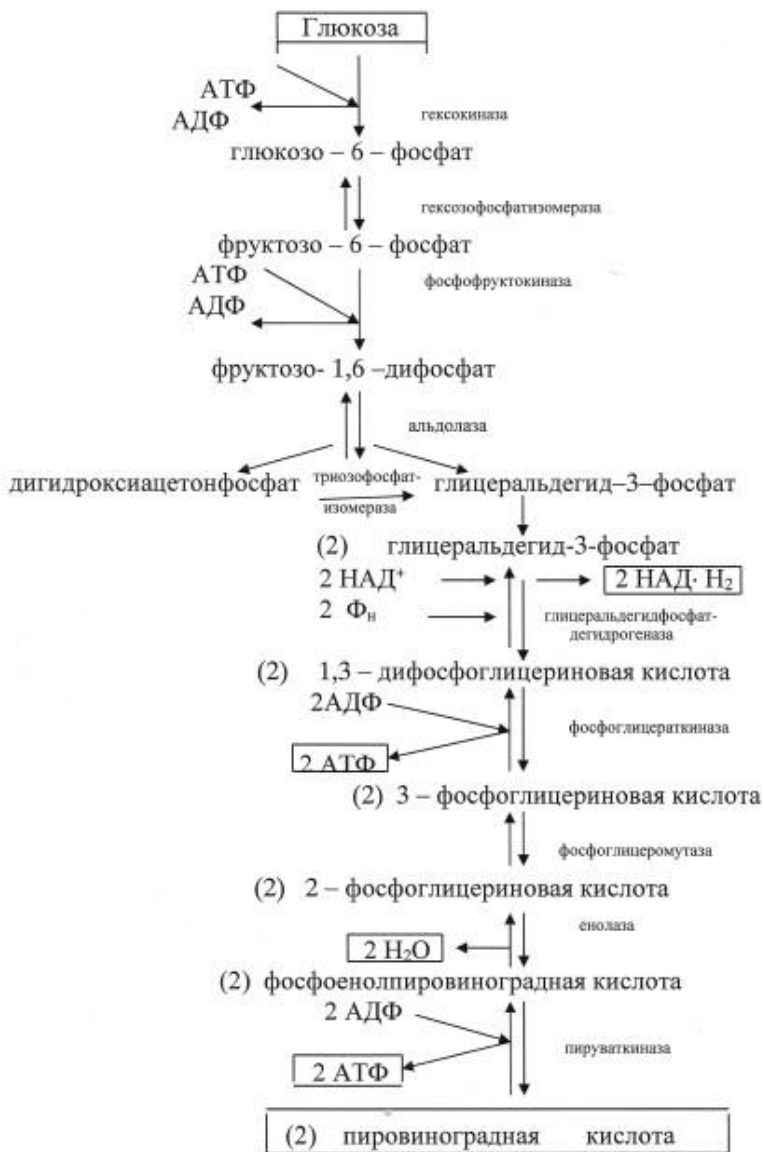 Глюкоза
АТФ
АДФ
гексокиназа
глюкозо – 6 – фосфат
гексозофосфатизомераза
фруктозо – 6 – фосфат
АТФ
фосфофруктокиназа
АДФ
фруктозо- 1,6 –дифосфат
альдолаза
дигидроксиацетонфосфат
триозофосфат-
изомераза
глицеральдегид–3–фосфат
(2) глицеральдегид-3-фосфат
2 НАД⁺
2 НАД· Н₂
2 Фн
глицеральдегидфосфат-
дегидрогеназа
(2) 1,3 – дифосфоглицериновая кислота
2АДФ
фосфоглицераткиназа
2 АТФ
(2) 3 – фосфоглицериновая кислота
фосфоглицеромутаза
(2) 2 – фосфоглицериновая кислота
енолаза
2 Н₂О
(2) фосфоенолпировиноградная кислота
2 АДФ
пируваткиназа
2 АТФ
(2) пировиноградная кислота